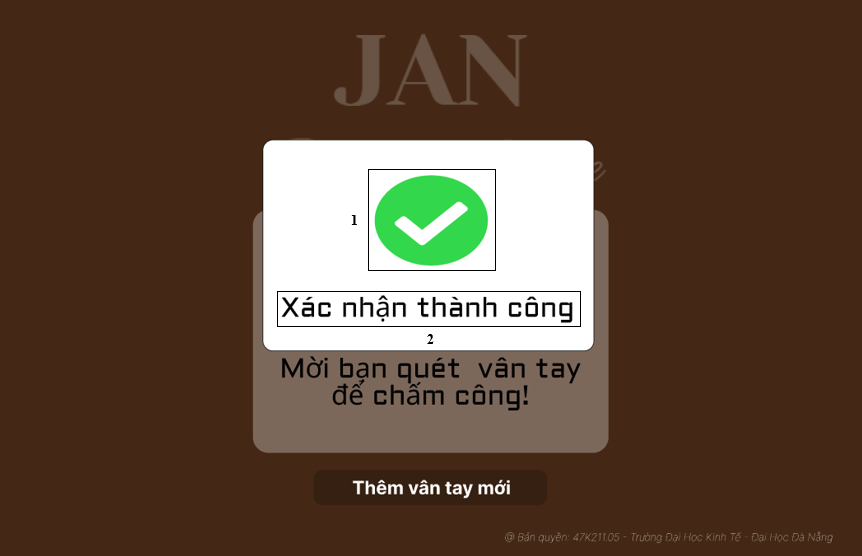 JAN
1
Xác nhận thành công
2
Mời bạn quét vân tay
để chấm công!
Thêm vân tay mới
@ Bản quyền: 47K211.05 - Trường Đại Học Kinh Tế - Đại Học Đà Nẵng